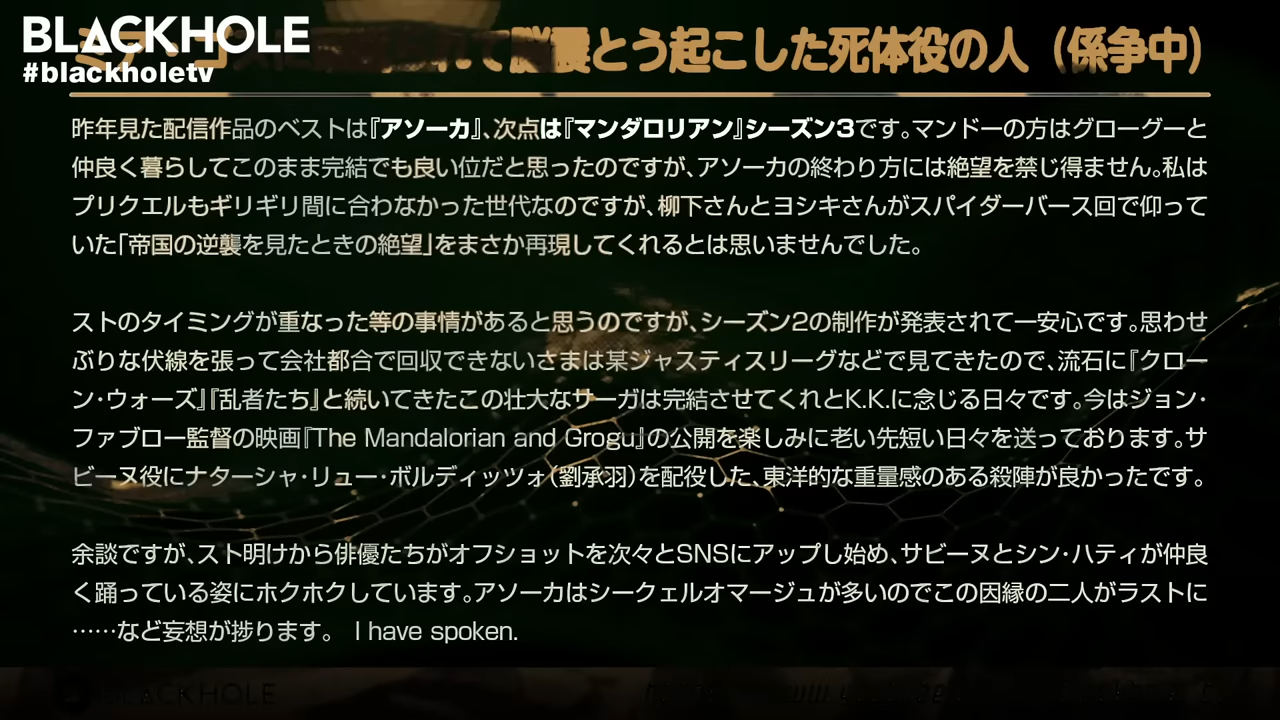 BLACKHOLE
#blackholetv
とう起こした死体役の人（係争中）
昨年見た配信作品のベストは『アソーカ』、次点は『マンダロリアン』シーズン3です。マンドーの方はグローグーと
仲良く暮らしてこのまま完結でも良い位だと思ったのですが、アソーカの終わり方には絶望を禁じ得ません。私は
プリクエルもギリギリ間に合わなかった世代なのですが、柳下さんとヨシキさんがスパイダーバース回で仰って
いた「帝国の逆襲を見たときの絶望」をまさか再現してくれるとは思いませんでした。
ストのタイミングが重なった等の事情があると思うのですが、シーズン2の制作が発表されて一安心です。思わせ
ぶりな伏線を張って会社都合で回収できないさまは某ジャスティスリーグなどで見てきたので、流石に『クロー
ン・ウォーズ』『乱者たち』と続いてきたこの壮大なサーガは完結させてくれとK.K.に念じる日々です。今はジョン・
ファブロー監督の映画『The Mandalorian and Grogu』の公開を楽しみに老い先短い日々を送っております。サ
ビーヌ役にナターシャ・リュー・ボルディッツォ（劉承羽）を配役した、東洋的な重量感のある殺陣が良かったです。
余談ですが、スト明けから俳優たちがオフショットを次々とSNSにアップし始め、サビーヌとシン・ハティが仲良
く踊っている姿にホクホクしています。アソーカはシークェルオマージュが多いのでこの因縁の二人がラストに
……など妄想が捗ります。 I have spoken.
BLACKHOLE